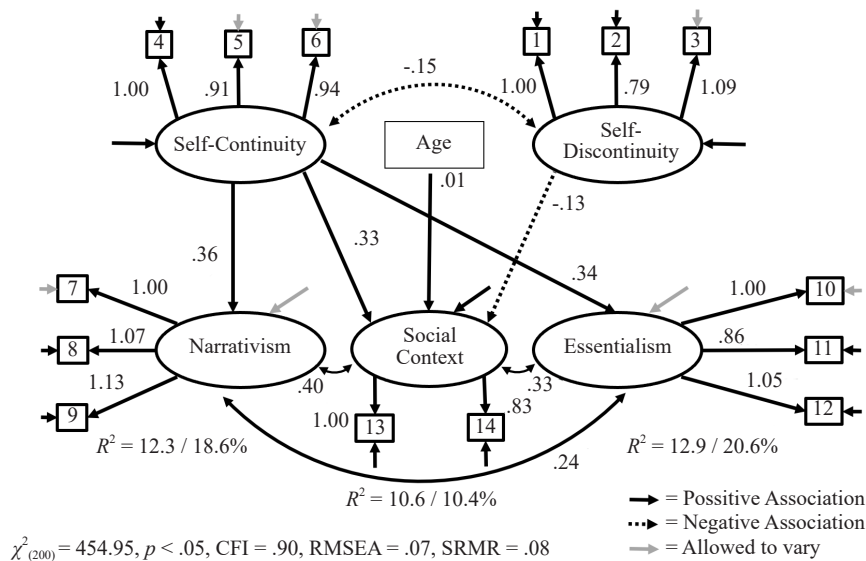 4 5 6 1 2 3
1.00 .91 .94 -.15 1.00 .79 1.09
Self-Continuity
Age
Self-
Discontinuity
.01
-.13
.36 .33 .34
7 1.00 1.00 10
8 1.07 Narrativism Social
Context Essentialism .86 11
9 1.13 .40 .33 1.05 12
1.00 13 14 .83
R² = 12.3 / 18.6% R² = 12.9 / 20.6%
.24
R² = 10.6 / 10.4%
= Possitive Association
= Negative Association
= Allowed to vary
χ²(200) = 454.95, p < .05, CFI = .90, RMSEA = .07, SRMR = .08